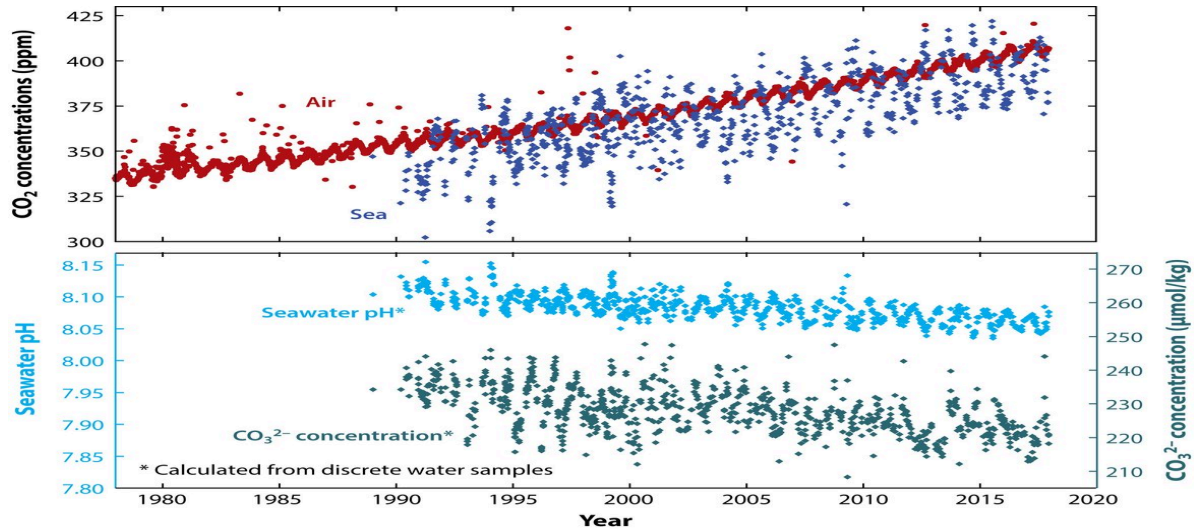 CO₂ concentrations (ppm)
425
400
375
350
325
300
Air
Sea
Seawater pH
8.15
8.10
8.05
8.00
7.95
7.90
7.85
7.80
Seawater pH*
CO₃²⁻ concentration*
* Calculated from discrete water samples
270
260
250
240
230
220
210
CO₃²⁻ concentration (μmol/kg)
1980 1985 1990 1995 2000 2005 2010 2015 2020
Year